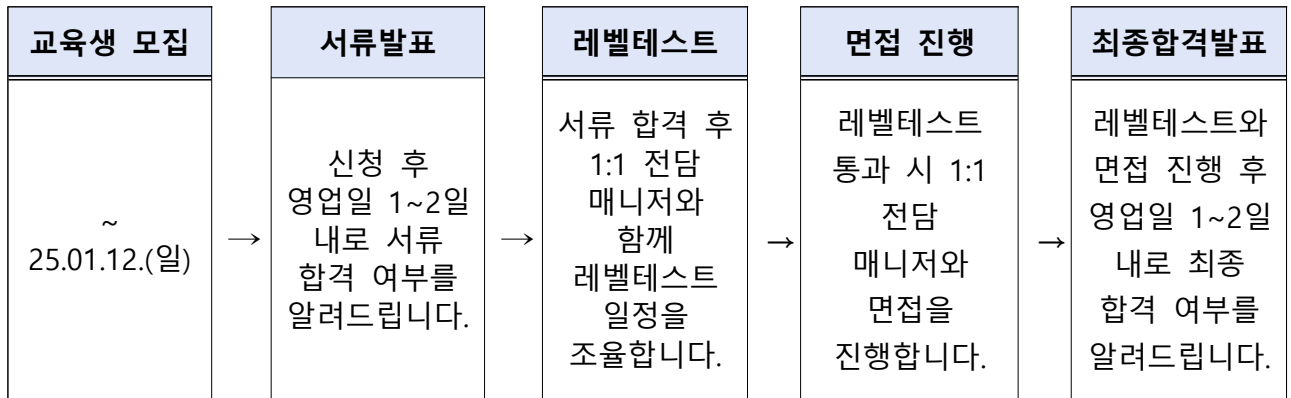 교육생 모집
~
25.01.12.(일)
→
서류발표
신청 후
영업일 1~2일
내로 서류
합격 여부를
알려드립니다.
→
레벨테스트
서류 합격 후
1:1 전담
매니저와
함께
레벨테스트
일정을
조율합니다.
→
면접 진행
레벨테스트
통과 시 1:1
전담
매니저와
면접을
진행합니다.
→
최종합격발표
레벨테스트와
면접 진행 후
영업일 1~2일
내로 최종
합격 여부를
알려드립니다.